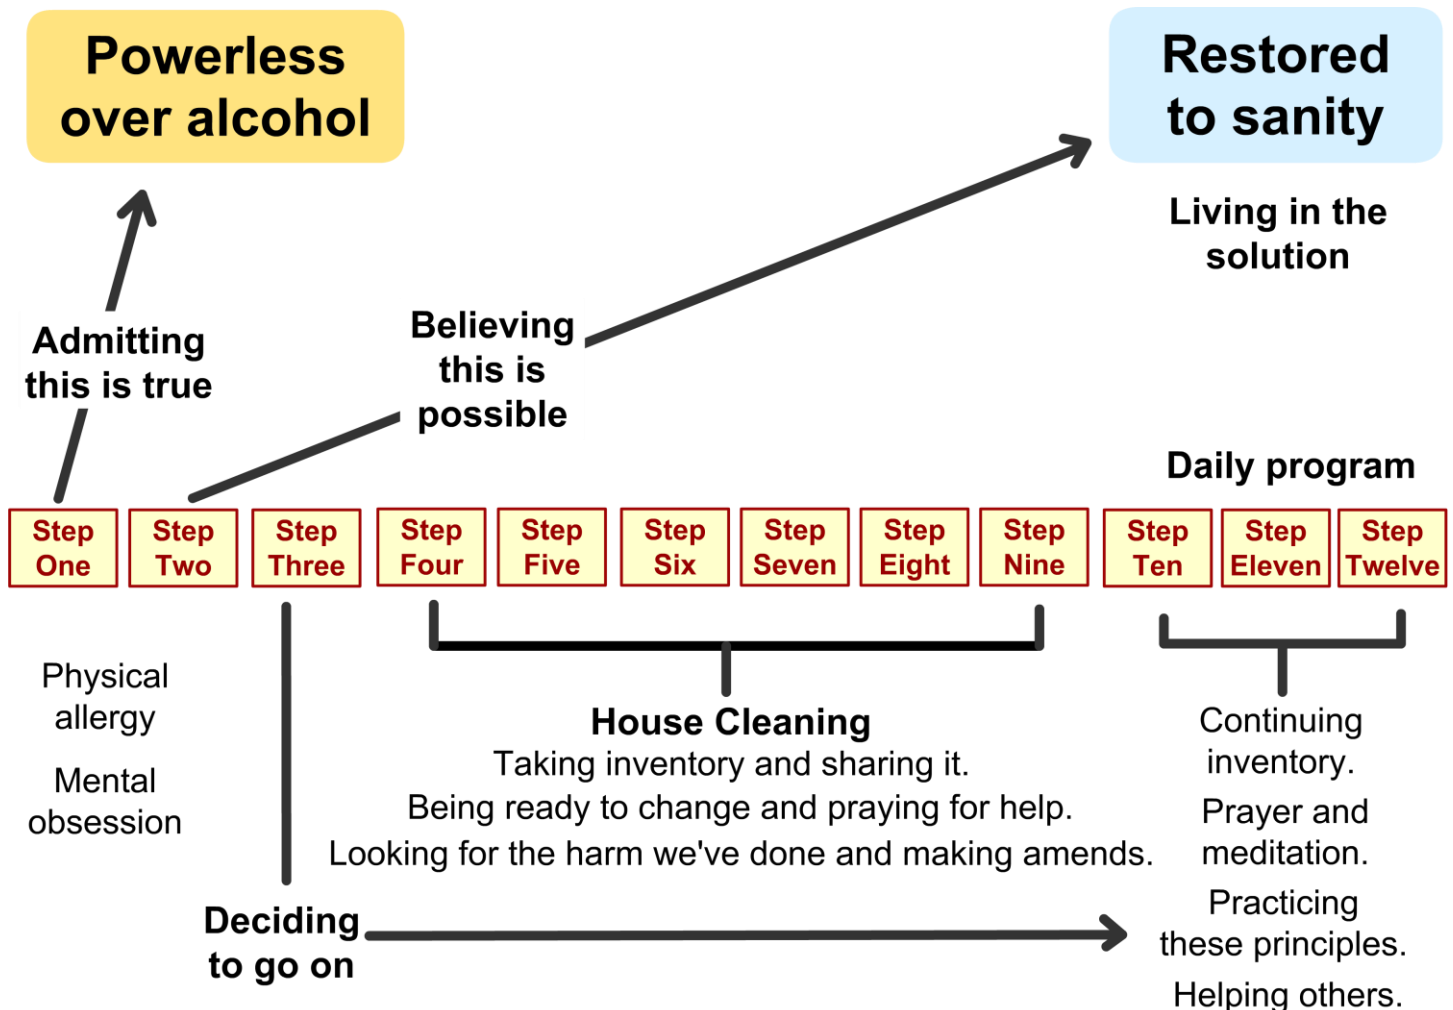 Powerless
over alcohol
Restored
to sanity
Living in the
solution
Admitting
this is true
Believing
this is
possible
Daily program
Step
One
Step
Two
Step
Three
Step
Four
Step
Five
Step
Six
Step
Seven
Step
Eight
Step
Nine
Step
Ten
Step
Eleven
Step
Twelve
Physical
allergy
Mental
obsession
House Cleaning
Taking inventory and sharing it.
Being ready to change and praying for help.
Looking for the harm we've done and making amends.
Continuing
inventory.
Prayer and
meditation.
Practicing
these principles.
Helping others.
Deciding
to go on